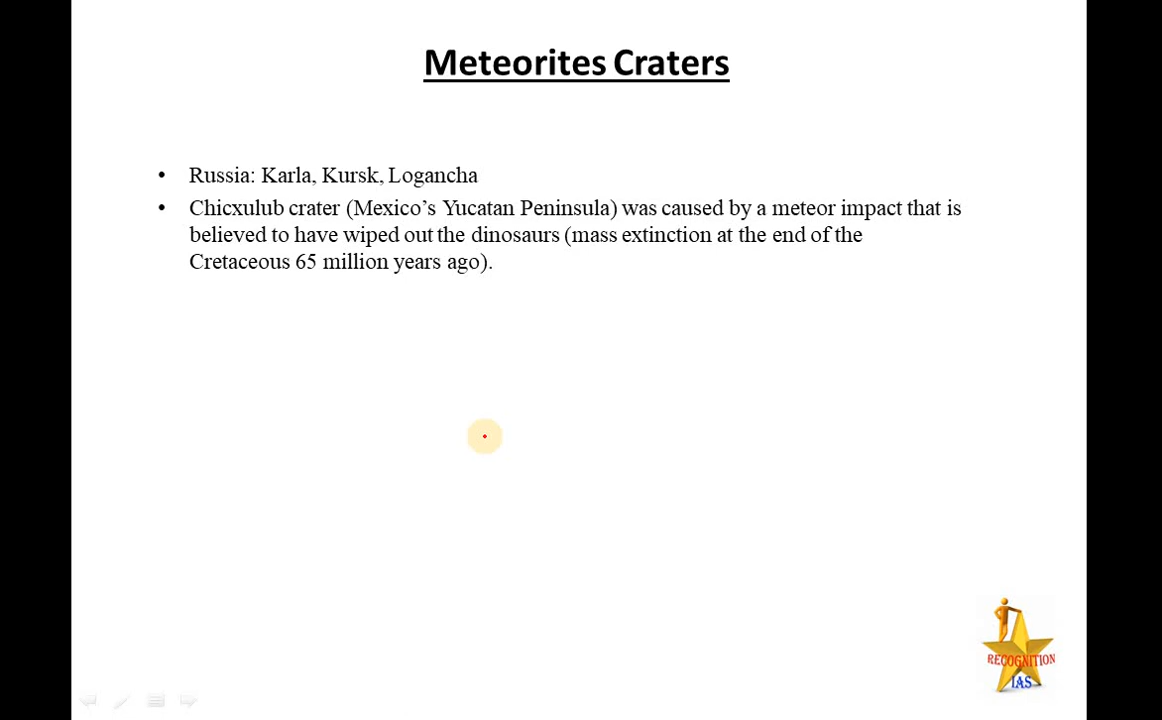 Meteorites Craters
• Russia: Karla, Kursk, Logancha
• Chicxulub crater (Mexico’s Yucatan Peninsula) was caused by a meteor impact that is
believed to have wiped out the dinosaurs (mass extinction at the end of the
Cretaceous 65 million years ago).
RECOGNITION
IAS